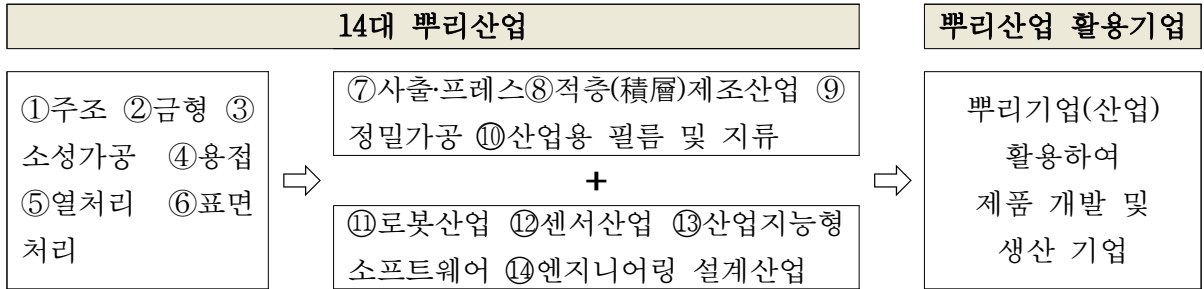 14대 뿌리산업
뿌리산업 활용기업
①주조 ②금형 ③
소성가공 ④용접
⑤열처리 ⑥표면
처리
⑦사출·프레스⑧적층(積層)제조산업 ⑨
정밀가공 ⑩산업용 필름 및 지류
+
⑪로봇산업 ⑫센서산업 ⑬산업지능형
소프트웨어 ⑭엔지니어링 설계산업
뿌리기업(산업)
활용하여
제품 개발 및
생산 기업